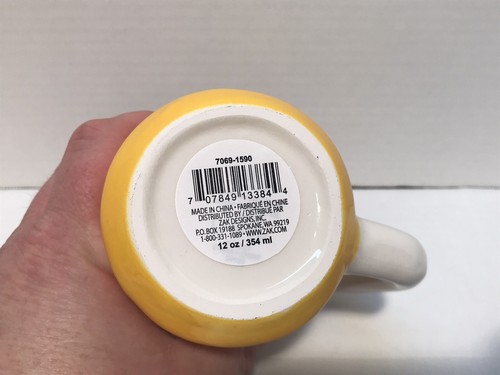 7069-1590
7 07849 13384 4
MADE IN CHINA • FABRIQUÉ EN CHINE
DISTRIBUTED BY / DISTRIBUÉ PAR
ZAK DESIGNS, INC.
P.O. BOX 19188 SPOKANE, WA 99219
1-800-331-1089 • WWW.ZAK.COM
12 oz / 354 ml